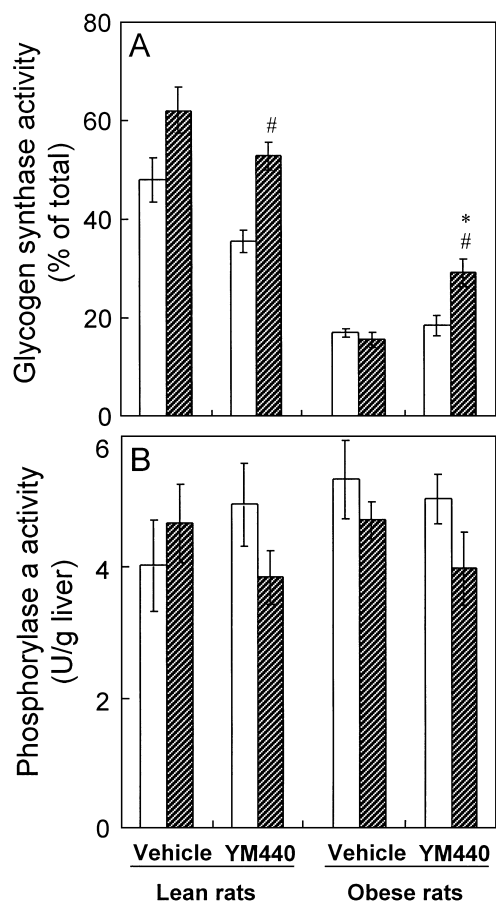 80
A
60
#
40
*
#
20
0
Glycogen synthase activity
(% of total)
6
B
4
2
0
Phosphorylase a activity
(U/g liver)
Vehicle YM440 Vehicle YM440
Lean rats Obese rats